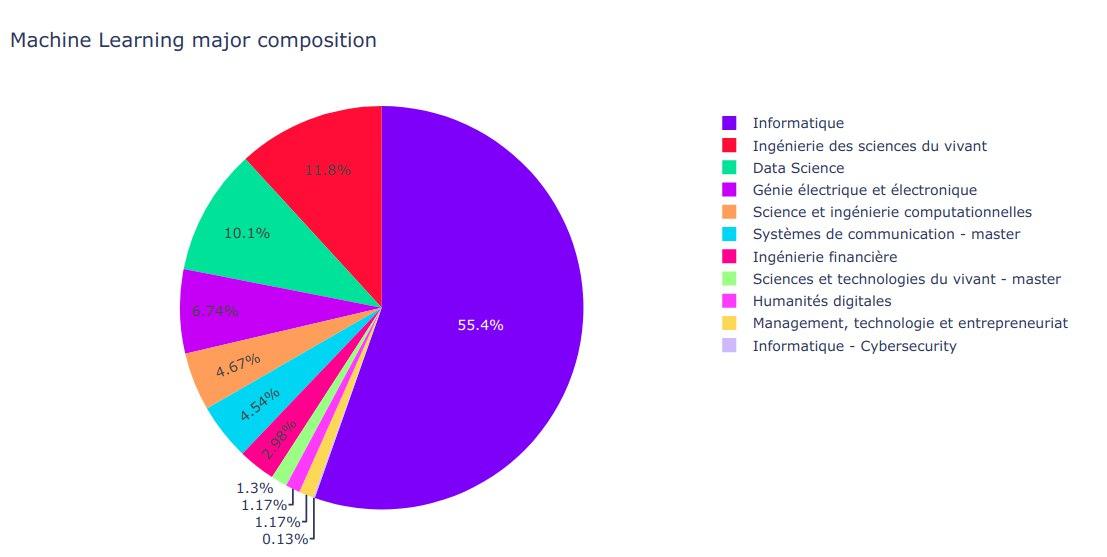 Machine Learning major composition
55.4%
11.8%
10.1%
6.74%
4.67%
4.54%
2.98%
1.3%
1.17%
1.17%
0.13%
Informatique
Ingénierie des sciences du vivant
Data Science
Génie électrique et électronique
Science et ingénierie computationnelles
Systèmes de communication - master
Ingénierie financière
Sciences et technologies du vivant - master
Humanités digitales
Management, technologie et entrepreneuriat
Informatique - Cybersecurity